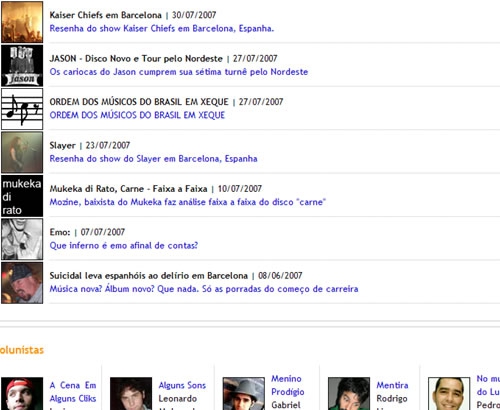 Kaiser Chiefs em Barcelona | 30/07/2007
Resenha do show Kaiser Chiefs em Barcelona, Espanha.
JASON - Disco Novo e Tour pelo Nordeste | 27/07/2007
Os cariocas do Jason cumprem sua sétima turnê pelo Nordeste
jason
ORDEM DOS MÚSICOS DO BRASIL EM XEQUE | 27/07/2007
ORDEM DOS MÚSICOS DO BRASIL EM XEQUE
Slayer | 23/07/2007
Resenha do show do Slayer em Barcelona, Espanha
mukeka
di
rato
Mukeka di Rato, Carne - Faixa a Faixa | 10/07/2007
Mozine, baixista do Mukeka faz análise faixa a faixa do disco "carne"
Emo: | 07/07/2007
Que inferno é emo afinal de contas?
Suicidal leva espanhóis ao delírio em Barcelona | 08/06/2007
Música nova? Álbum novo? Que nada. Só as porradas do começo de carreira
olunistas
A Cena Em
Alguns Cliks
Alguns Sons
Leonardo
Menino
Prodígio
Gabriel
Mentira
Rodrigo
No mu
do Lu
Pedro